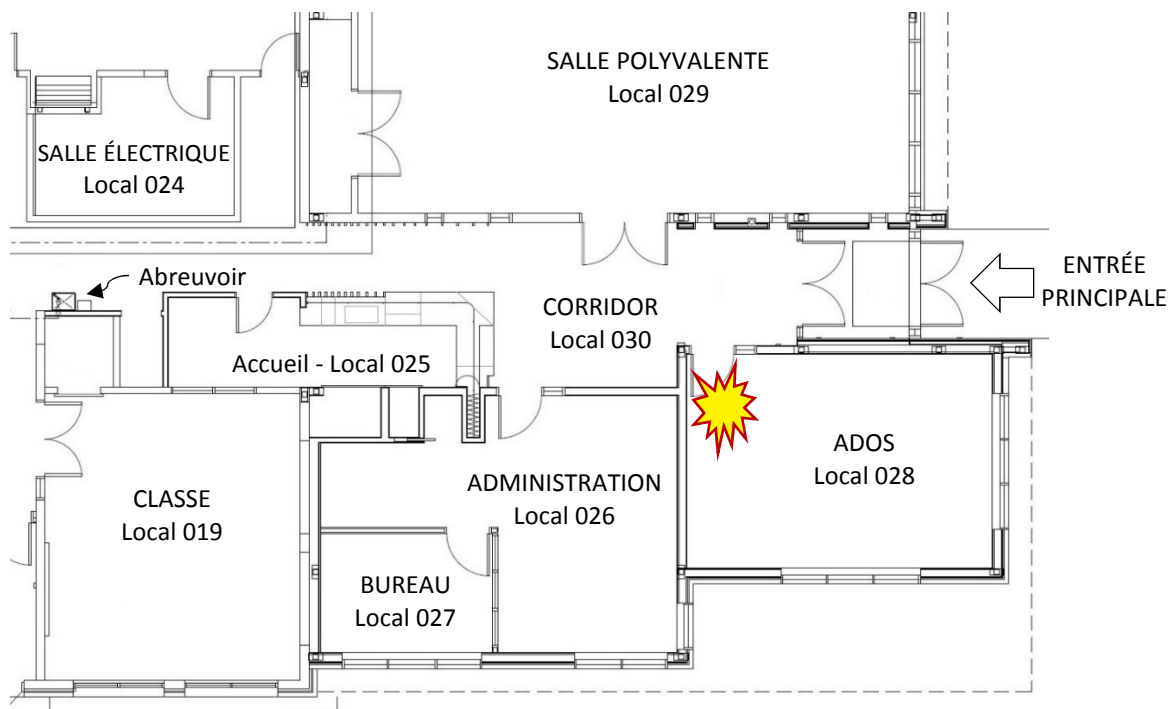 SALLE POLYVALENTE
Local 029
SALLE ÉLECTRIQUE
Local 024
Abreuvoir
ENTRÉE
PRINCIPALE
CORRIDOR
Local 030
Accueil - Local 025
ADOS
Local 028
ADMINISTRATION
Local 026
CLASSE
Local 019
BUREAU
Local 027